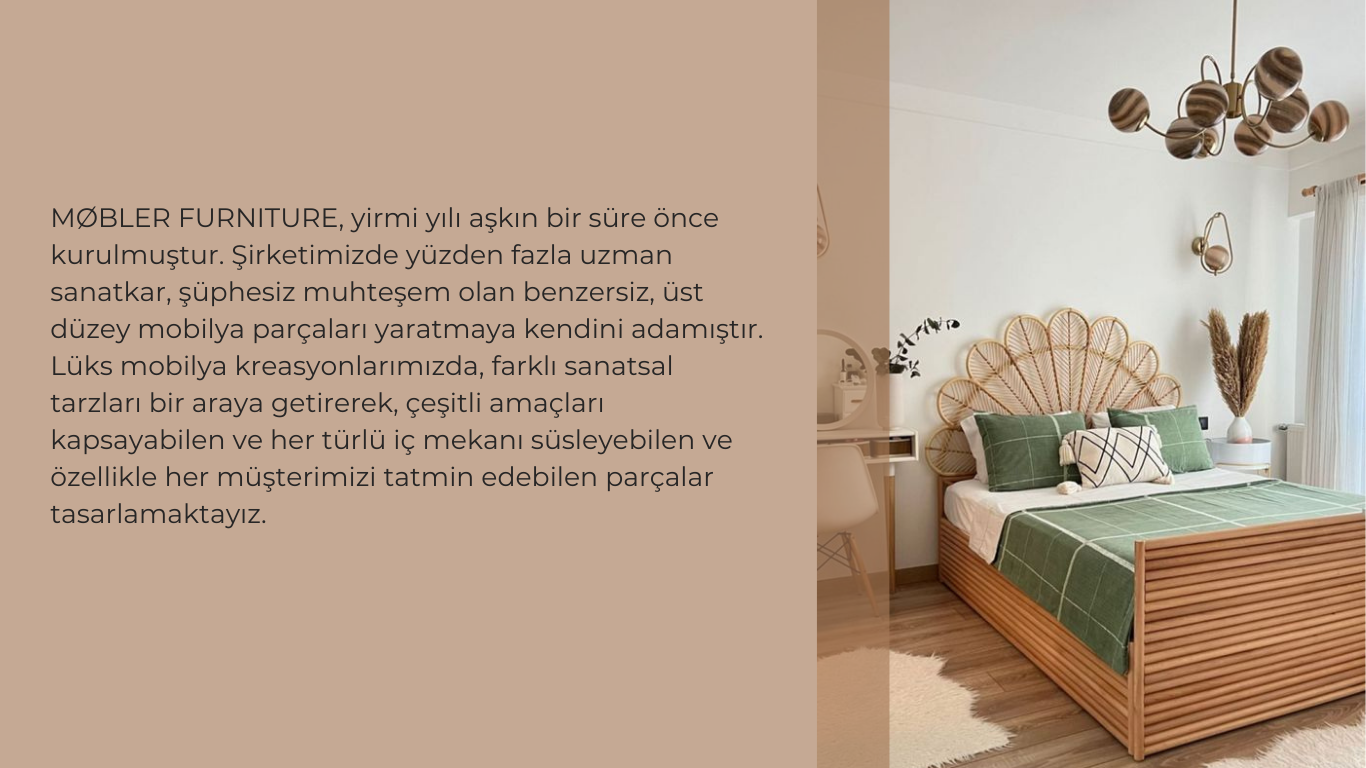 MØBLER FURNITURE, yirmi yılı aşkın bir süre önce
kurulmuştur. Şirketimizde yüzden fazla uzman
sanatkar, şüphesiz muhteşem olan benzersiz, üst
düzey mobilya parçaları yaratmaya kendini adamıştır.
Lüks mobilya kreasyonlarımızda, farklı sanatsal
tarzları bir araya getirerek, çeşitli amaçları
kapsayabilen ve her türlü iç mekanı süsleyebilen ve
özellikle her müşterimizi tatmin edebilen parçalar
tasarlamaktayız.